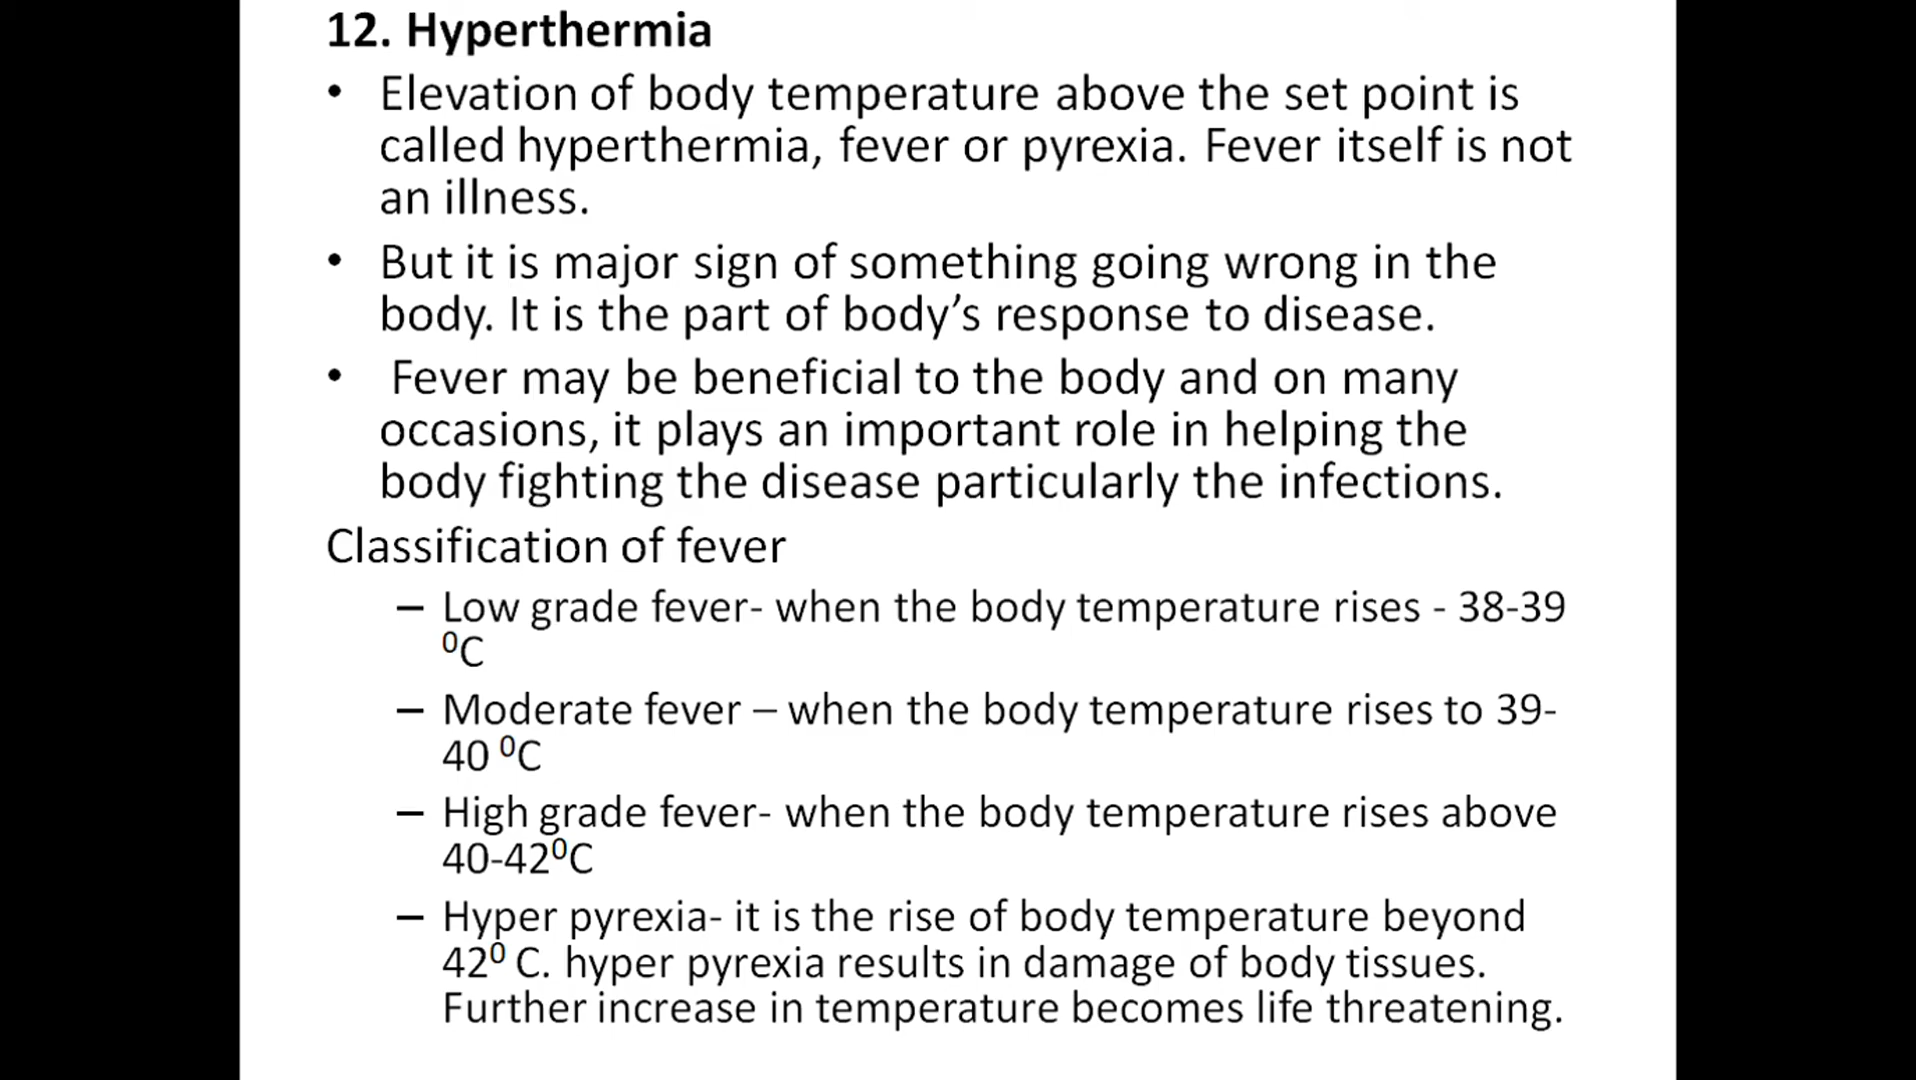 12. Hyperthermia
• Elevation of body temperature above the set point is
called hyperthermia, fever or pyrexia. Fever itself is not
an illness.
• But it is major sign of something going wrong in the
body. It is the part of body’s response to disease.
• Fever may be beneficial to the body and on many
occasions, it plays an important role in helping the
body fighting the disease particularly the infections.
Classification of fever
– Low grade fever- when the body temperature rises - 38-39
⁰C
– Moderate fever – when the body temperature rises to 39-
40 ⁰C
– High grade fever- when the body temperature rises above
40-42⁰C
– Hyper pyrexia- it is the rise of body temperature beyond
42⁰ C. hyper pyrexia results in damage of body tissues.
Further increase in temperature becomes life threatening.